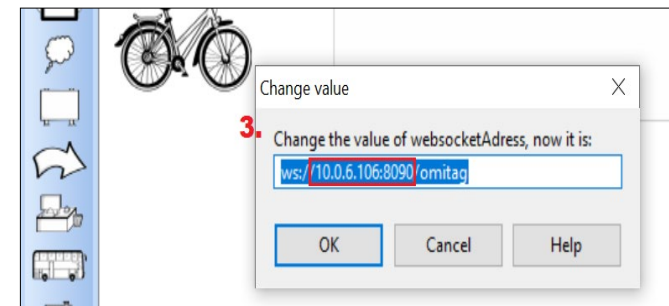 Change value
3.
Change the value of websocketAdress, now it is:
ws://10.0.6.106:8090/omitag
OK
Cancel
Help